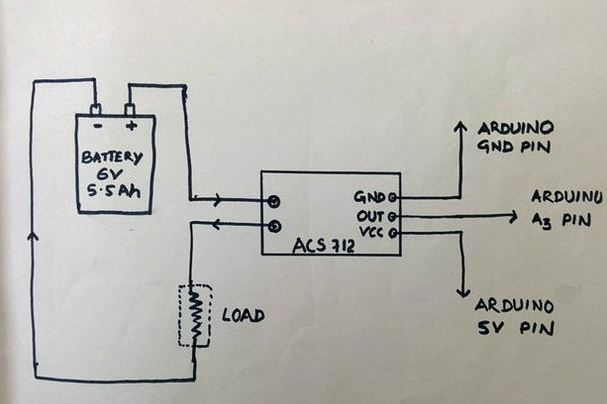 - +
BATTERY
6V
5.5Ah
GND
OUT
VCC
ACS 712
LOAD
ARDUINO
GND PIN
ARDUINO
A3 PIN
ARDUINO
5V PIN